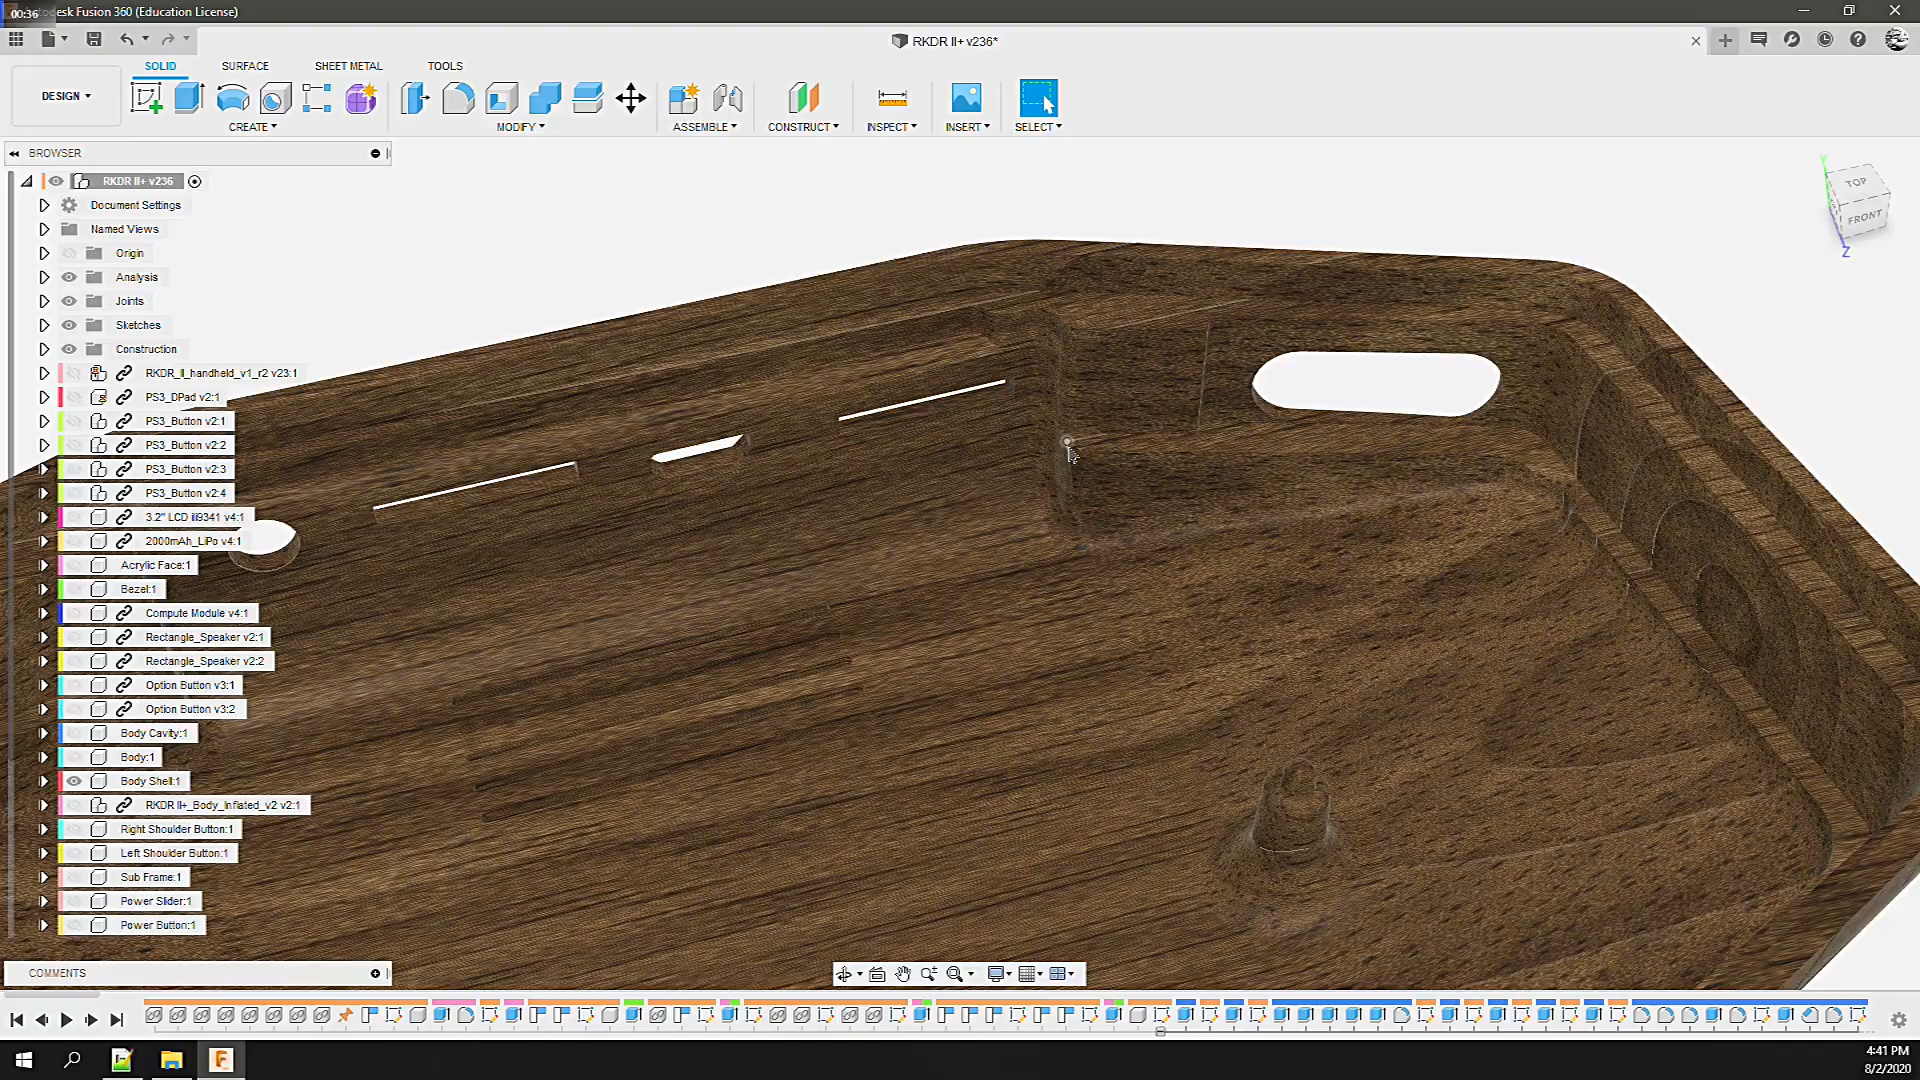 00:36
desk Fusion 360 (Education License)
RKDR II+ v236*
SOLID SURFACE SHEET METAL TOOLS
DESIGN
CREATE MODIFY ASSEMBLE CONSTRUCT INSPECT INSERT SELECT
BROWSER
RKDR II+ v236
Document Settings
Named Views
Origin
Analysis
Joints
Sketches
Construction
RKDR_II_handheld_v1_r2 v23:1
PS3_DPad v2:1
PS3_Button v2:1
PS3_Button v2:2
PS3_Button v2:3
PS3_Button v2:4
3.2" LCD ili9341 v4:1
2000mAh_LiPo v4:1
Acrylic Face:1
Bezel:1
Compute Module v4:1
Rectangle_Speaker v2:1
Rectangle_Speaker v2:2
Option Button v3:1
Option Button v3:2
Body Cavity:1
Body:1
Body Shell:1
RKDR II+_Body_Inflated_v2 v2:1
Right Shoulder Button:1
Left Shoulder Button:1
Sub Frame:1
Power Slider:1
Power Button:1
COMMENTS
Y
TOP
FRONT
Z
4:41 PM
8/2/2020